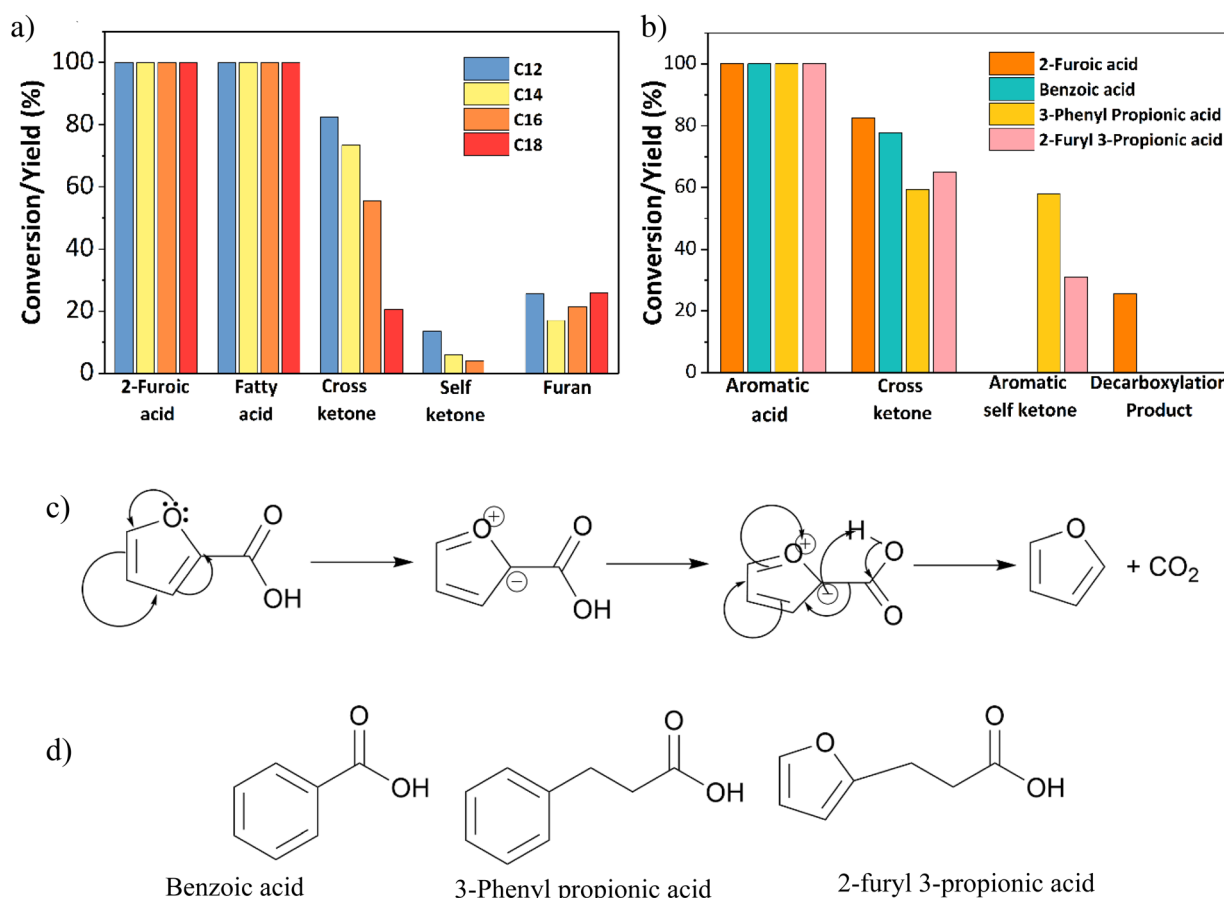 a)
Conversion/Yield (%)
100
80
60
40
20
0
C12
C14
C16
C18
2-Furoic acid
Fatty acid
Cross ketone
Self ketone
Furan
b)
Conversion/Yield (%)
100
80
60
40
20
0
2-Furoic acid
Benzoic acid
3-Phenyl Propionic acid
2-Furyl 3-Propionic acid
Aromatic acid
Cross ketone
Aromatic self ketone
Decarboxylation Product
c)
O
O
OH
O
+
−
O
OH
O
+
−
H
O
O
O
+ CO2
d)
O
OH
Benzoic acid
O
OH
3-Phenyl propionic acid
O
O
OH
2-furyl 3-propionic acid